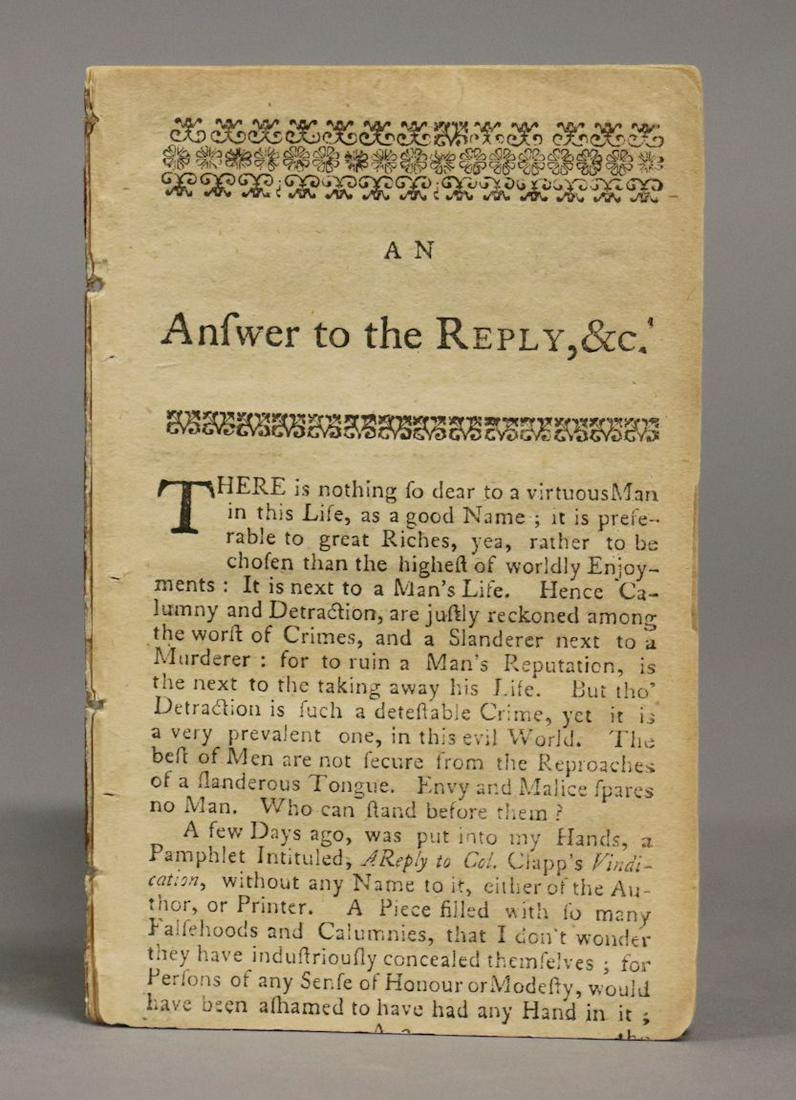 AN
Anſwer to the REPLY, &c.
THERE is nothing ſo dear to a virtuous Man
in this Life, as a good Name ; it is prefe-
rable to great Riches, yea, rather to be
choſen than the higheſt of worldly Enjoy-
ments : It is next to a Man's Life. Hence Ca-
lumny and Detraction, are juſtly reckoned among
the worſt of Crimes, and a Slanderer next to a
Murderer : for to ruin a Man's Reputation, is
the next to the taking away his Life. But tho'
Detraction is ſuch a deteſtable Crime, yet it is
a very prevalent one, in this evil World. The
beſt of Men are not ſecure from the Reproaches
of a ſlanderous Tongue. Envy and Malice ſpares
no Man. Who can ſtand before them ?
A few Days ago, was put into my Hands, a
Pamphlet Intituled, A Reply to Col. Clapp's Vindi-
cation, without any Name to it, either of the Au-
thor, or Printer. A Piece filled with ſo many
Falſehoods and Calumnies, that I don't wonder
they have induſtriouſly concealed themſelves ; for
Perſons of any Senſe of Honour or Modeſty, would
have been aſhamed to have had any Hand in it ;
A 2 the